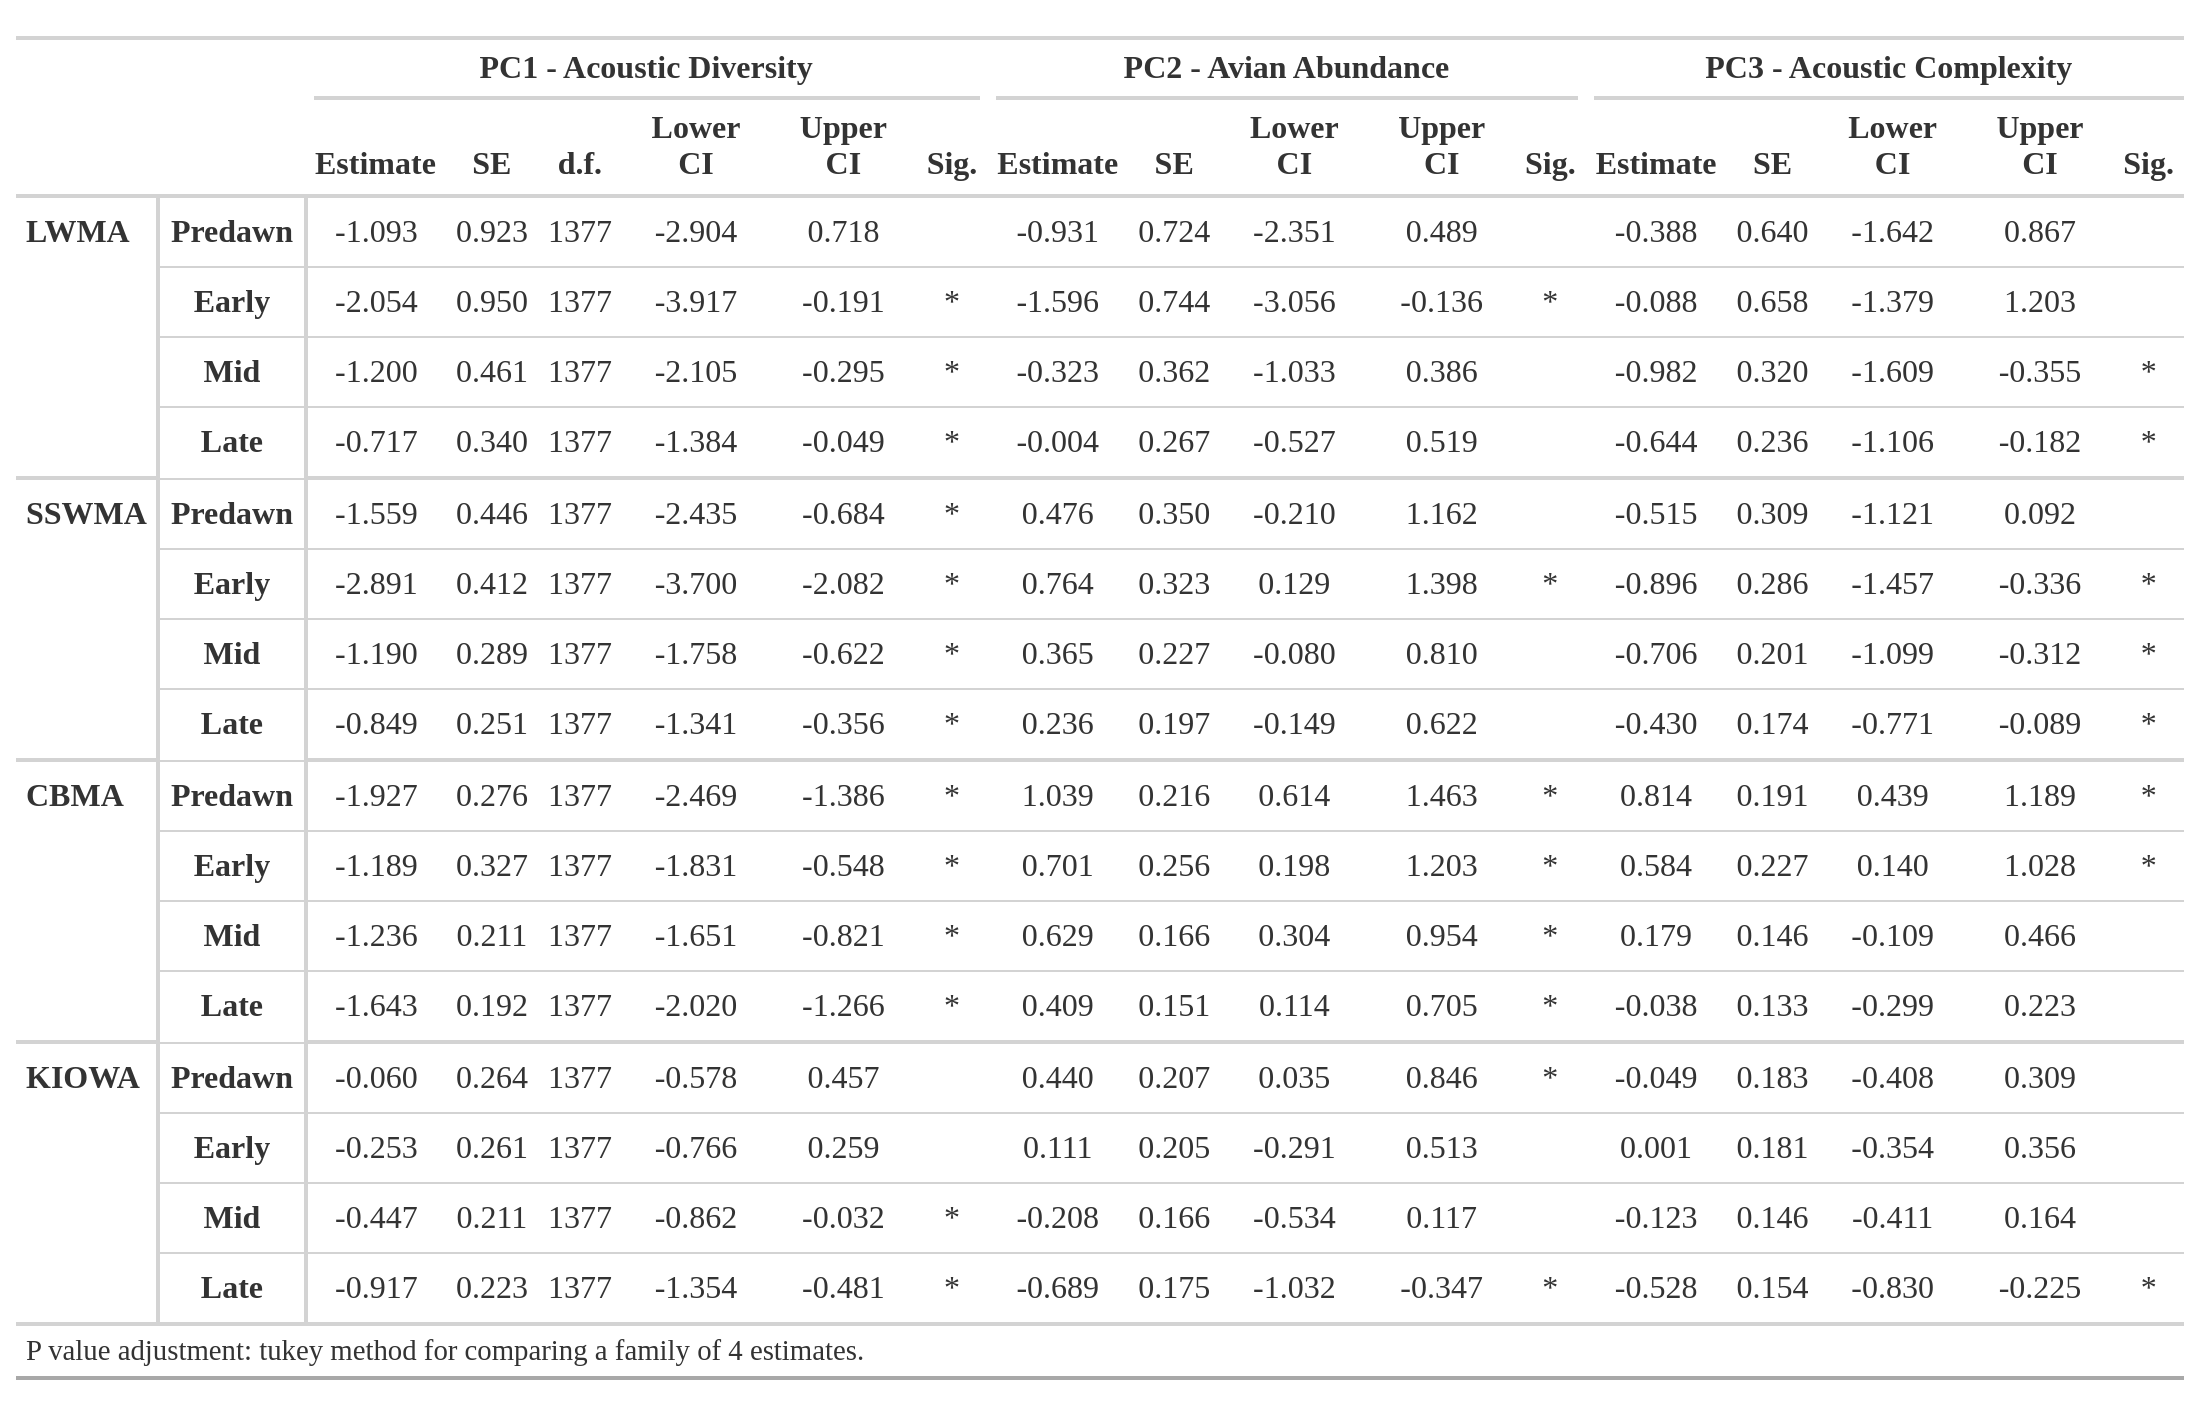 PC1 - Acoustic Diversity PC2 - Avian Abundance PC3 - Acoustic Complexity
Estimate SE d.f. Lower CI Upper CI Sig. Estimate SE Lower CI Upper CI Sig. Estimate SE Lower CI Upper CI Sig.
LWMA Predawn -1.093 0.923 1377 -2.904 0.718 -0.931 0.724 -2.351 0.489 -0.388 0.640 -1.642 0.867
Early -2.054 0.950 1377 -3.917 -0.191 * -1.596 0.744 -3.056 -0.136 * -0.088 0.658 -1.379 1.203
Mid -1.200 0.461 1377 -2.105 -0.295 * -0.323 0.362 -1.033 0.386 -0.982 0.320 -1.609 -0.355 *
Late -0.717 0.340 1377 -1.384 -0.049 * -0.004 0.267 -0.527 0.519 -0.644 0.236 -1.106 -0.182 *
SSWMA Predawn -1.559 0.446 1377 -2.435 -0.684 * 0.476 0.350 -0.210 1.162 -0.515 0.309 -1.121 0.092
Early -2.891 0.412 1377 -3.700 -2.082 * 0.764 0.323 0.129 1.398 * -0.896 0.286 -1.457 -0.336 *
Mid -1.190 0.289 1377 -1.758 -0.622 * 0.365 0.227 -0.080 0.810 -0.706 0.201 -1.099 -0.312 *
Late -0.849 0.251 1377 -1.341 -0.356 * 0.236 0.197 -0.149 0.622 -0.430 0.174 -0.771 -0.089 *
CBMA Predawn -1.927 0.276 1377 -2.469 -1.386 * 1.039 0.216 0.614 1.463 * 0.814 0.191 0.439 1.189 *
Early -1.189 0.327 1377 -1.831 -0.548 * 0.701 0.256 0.198 1.203 * 0.584 0.227 0.140 1.028 *
Mid -1.236 0.211 1377 -1.651 -0.821 * 0.629 0.166 0.304 0.954 * 0.179 0.146 -0.109 0.466
Late -1.643 0.192 1377 -2.020 -1.266 * 0.409 0.151 0.114 0.705 * -0.038 0.133 -0.299 0.223
KIOWA Predawn -0.060 0.264 1377 -0.578 0.457 0.440 0.207 0.035 0.846 * -0.049 0.183 -0.408 0.309
Early -0.253 0.261 1377 -0.766 0.259 0.111 0.205 -0.291 0.513 0.001 0.181 -0.354 0.356
Mid -0.447 0.211 1377 -0.862 -0.032 * -0.208 0.166 -0.534 0.117 -0.123 0.146 -0.411 0.164
Late -0.917 0.223 1377 -1.354 -0.481 * -0.689 0.175 -1.032 -0.347 * -0.528 0.154 -0.830 -0.225 *
P value adjustment: tukey method for comparing a family of 4 estimates.